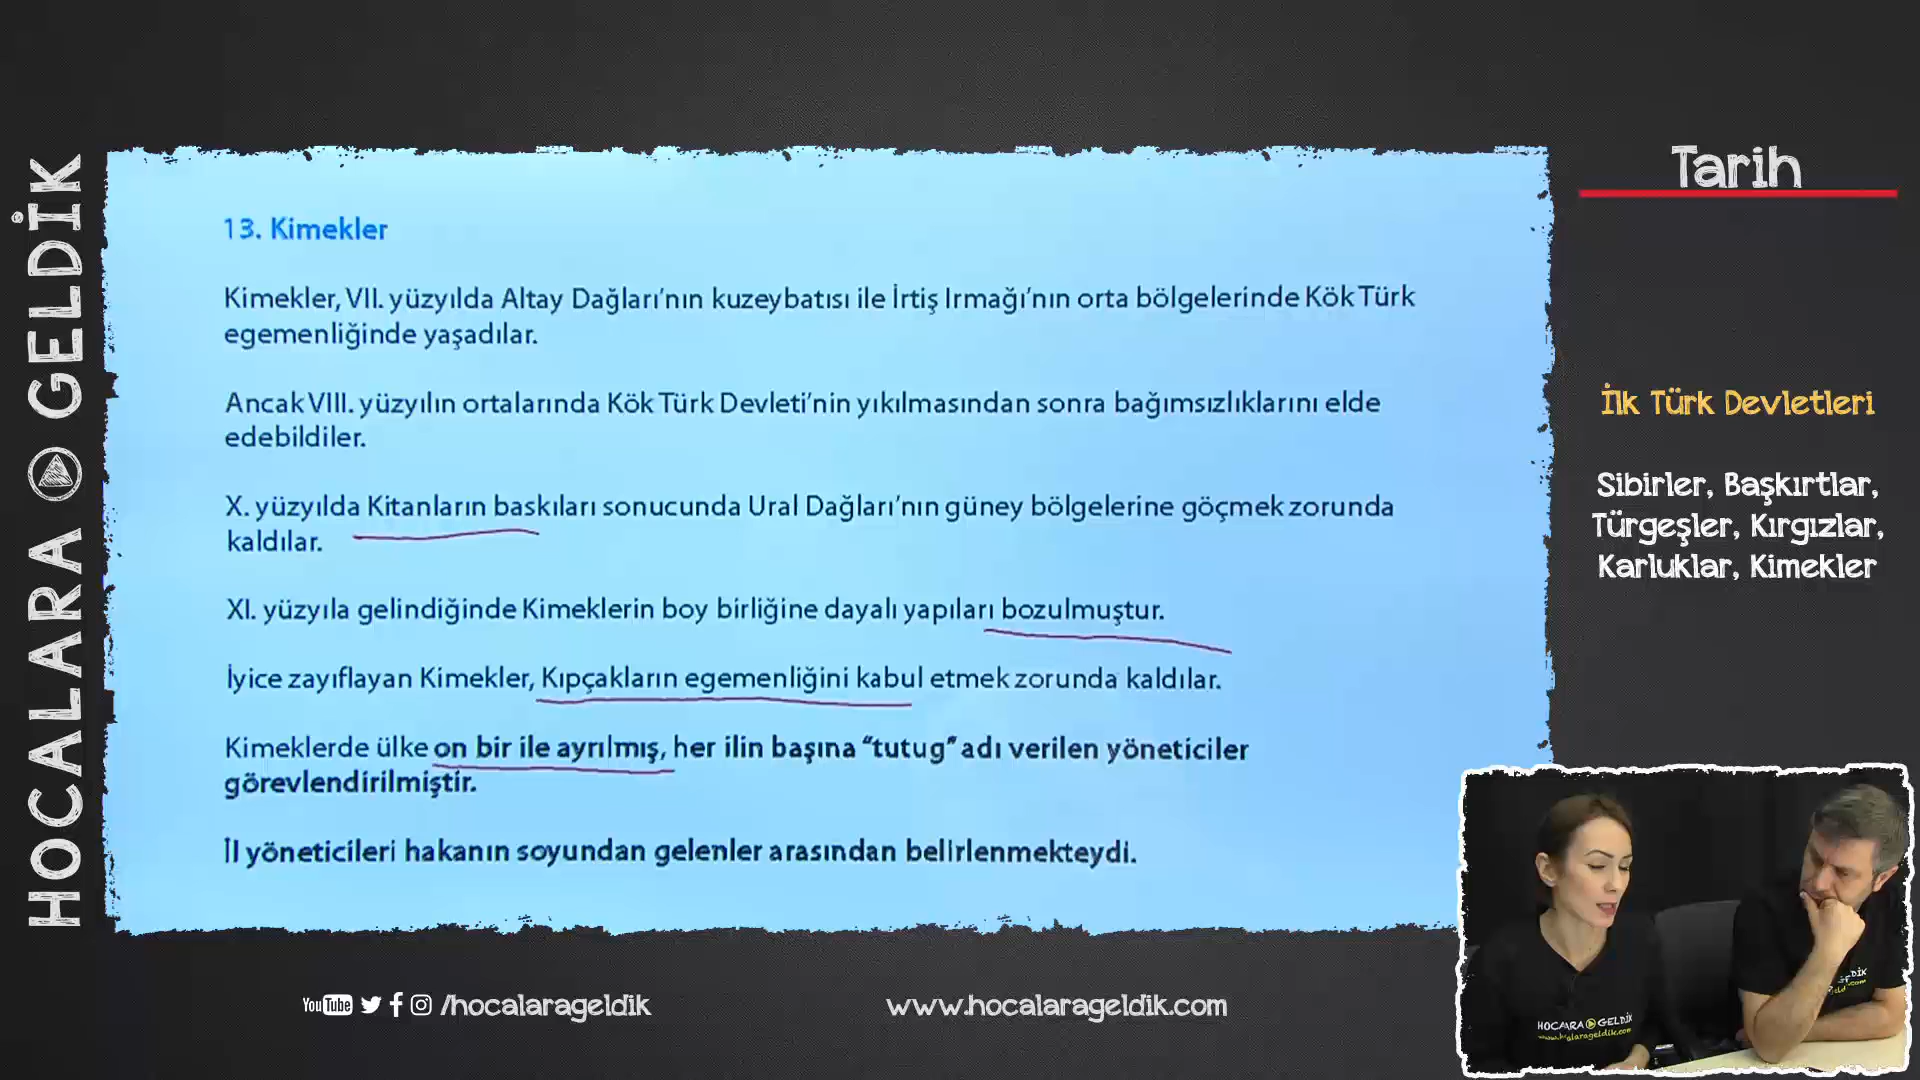 HOCALARA GELDİK
13. Kimekler
Kimekler, VII. yüzyılda Altay Dağları’nın kuzeybatısı ile İrtiş Irmağı’nın orta bölgelerinde Kök Türk
egemenliğinde yaşadılar.
Ancak VIII. yüzyılın ortalarında Kök Türk Devleti’nin yıkılmasından sonra bağımsızlıklarını elde
edebildiler.
X. yüzyılda Kitanların baskıları sonucunda Ural Dağları’nın güney bölgelerine göçmek zorunda
kaldılar.
XI. yüzyıla gelindiğinde Kimeklerin boy birliğine dayalı yapıları bozulmuştur.
İyice zayıflayan Kimekler, Kıpçakların egemenliğini kabul etmek zorunda kaldılar.
Kimeklerde ülke on bir ile ayrılmış, her ilin başına “tutug” adı verilen yöneticiler
görevlendirilmiştir.
İl yöneticileri hakanın soyundan gelenler arasından belirlenmekteydi.
Tarih
İlk Türk Devletleri
Sibirler, Başkırtlar,
Türgeşler, Kırgızlar,
Karluklar, Kimekler
YouTube /hocalarageldik
www.hocalarageldik.com
HOCALARA GELDİK